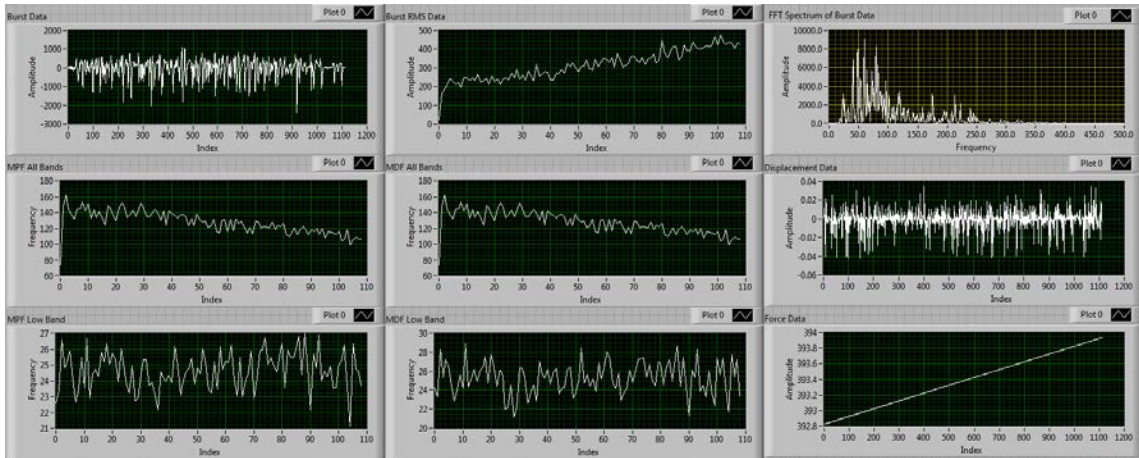 Burst Data
Plot 0
Amplitude
2000
1000
0
-1000
-2000
-3000
0 100 200 300 400 500 600 700 800 900 1000 1100 1200
Index
Burst RMS Data
Plot 0
Amplitude
500
400
300
200
100
0
0 10 20 30 40 50 60 70 80 90 100 110
Index
FFT Spectrum of Burst Data
Plot 0
Amplitude
10000.0
8000.0
6000.0
4000.0
2000.0
0.0
0.0 50.0 100.0 150.0 200.0 250.0 300.0 350.0 400.0 450.0 500.0
Frequency
MPF All Bands
Plot 0
Frequency
180
160
140
120
100
80
60
0 10 20 30 40 50 60 70 80 90 100 110
Index
MDF All Bands
Plot 0
Frequency
180
160
140
120
100
80
60
0 10 20 30 40 50 60 70 80 90 100 110
Index
Displacement Data
Plot 0
Amplitude
0.04
0.02
0
-0.02
-0.04
-0.06
0 100 200 300 400 500 600 700 800 900 1000 1100 1200
Index
MPF Low Band
Plot 0
Frequency
27
26
25
24
23
22
21
0 10 20 30 40 50 60 70 80 90 100 110
Index
MDF Low Band
Plot 0
Frequency
30
28
26
24
22
20
0 10 20 30 40 50 60 70 80 90 100 110
Index
Force Data
Plot 0
Amplitude
394
393.8
393.6
393.4
393.2
393
392.8
0 100 200 300 400 500 600 700 800 900 1000 1100 1200
Index